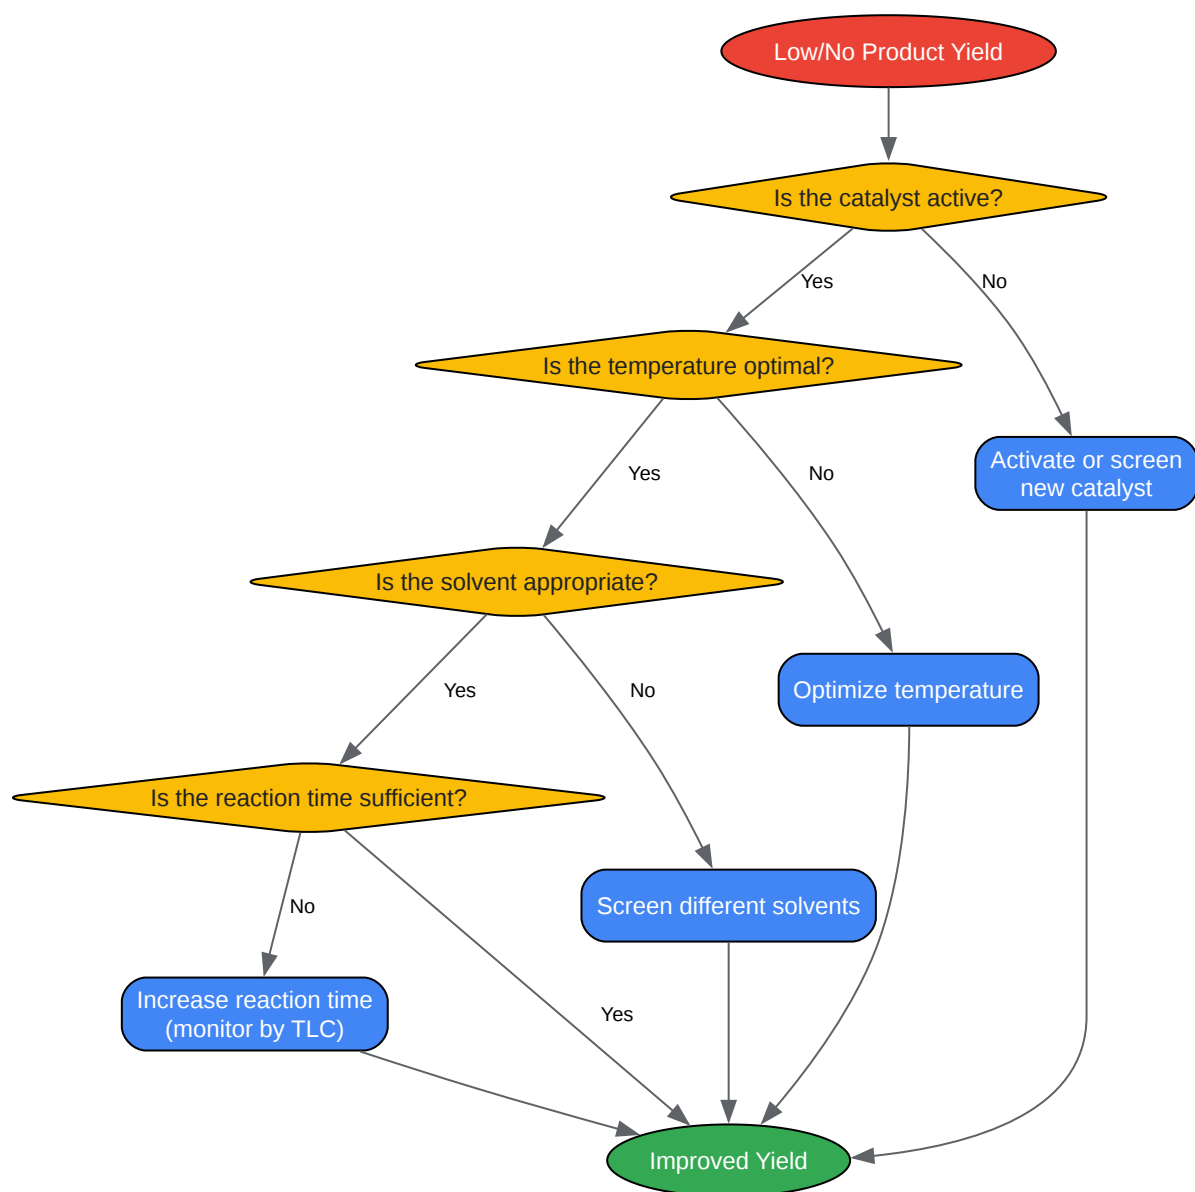 Low/No Product Yield
Is the catalyst active?
Yes
No
Is the temperature optimal?
Activate or screen
new catalyst
Yes
No
Is the solvent appropriate?
Yes
No
Optimize temperature
Is the reaction time sufficient?
No
Screen different solvents
Increase reaction time
(monitor by TLC)
Yes
Improved Yield